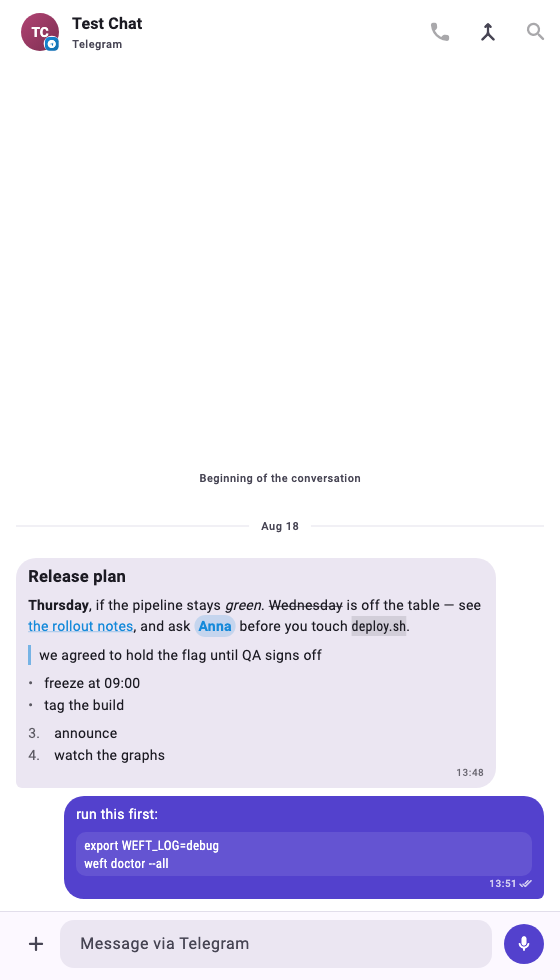 TC
Test Chat
Telegram
Beginning of the conversation
Aug 18
Release plan
Thursday, if the pipeline stays green. Wednesday is off the table — see
the rollout notes, and ask Anna before you touch deploy.sh.
we agreed to hold the flag until QA signs off
• freeze at 09:00
• tag the build
3. announce
4. watch the graphs
13:48
run this first:
export WEFT_LOG=debug
weft doctor --all
13:51
Message via Telegram